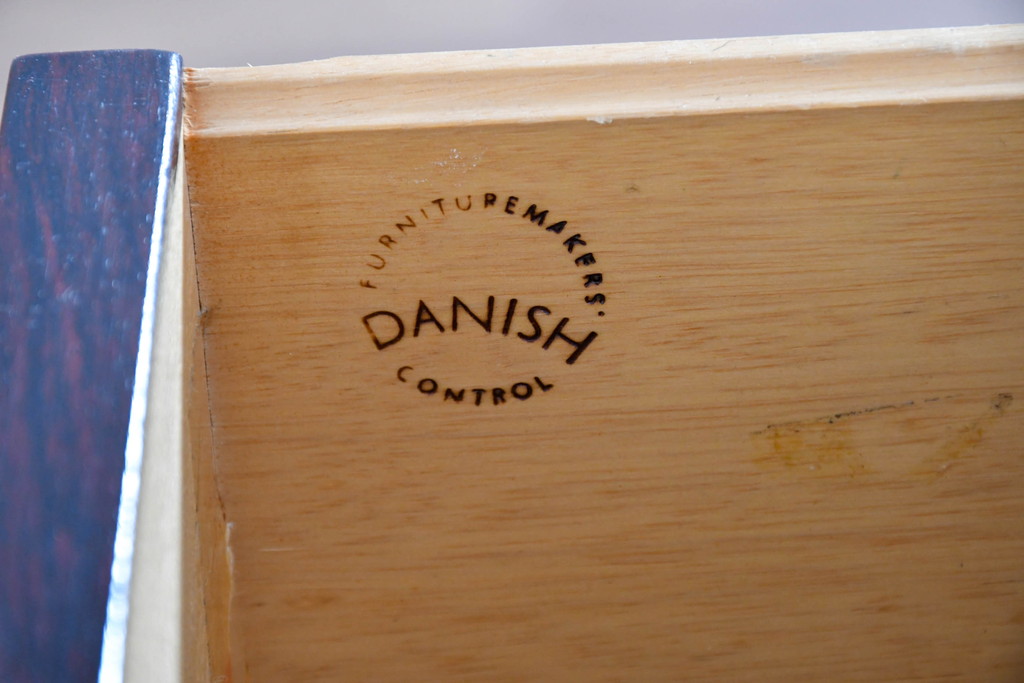 FURNITUREMAKERS'
DANISH
CONTROL